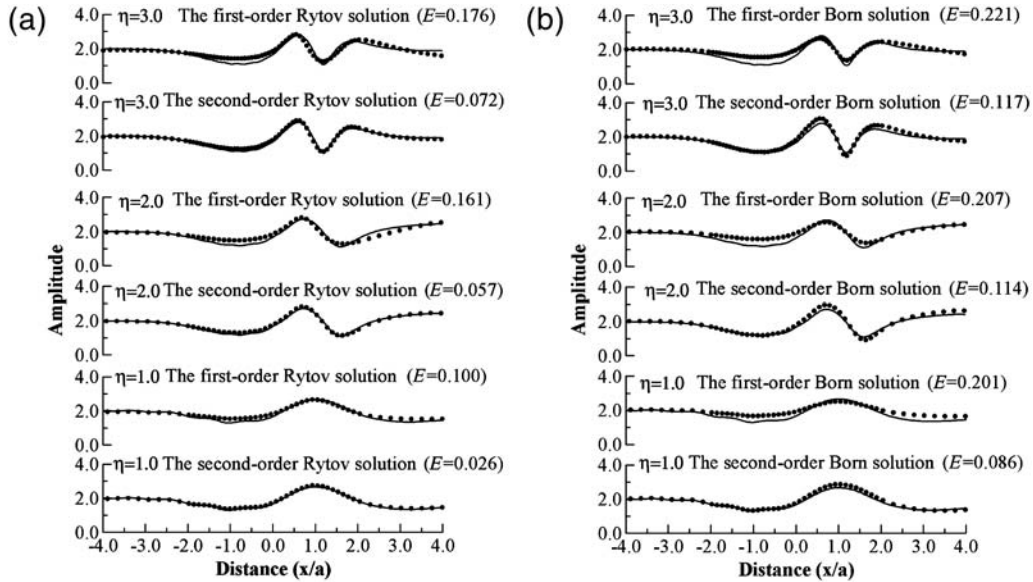 (a)
η=3.0 The first-order Rytov solution (E=0.176)
4.0
2.0
0.0
η=3.0 The second-order Rytov solution (E=0.072)
4.0
2.0
0.0
η=2.0 The first-order Rytov solution (E=0.161)
4.0
2.0
0.0
η=2.0 The second-order Rytov solution (E=0.057)
4.0
2.0
0.0
η=1.0 The first-order Rytov solution (E=0.100)
4.0
2.0
0.0
η=1.0 The second-order Rytov solution (E=0.026)
4.0
2.0
0.0
-4.0 -3.0 -2.0 -1.0 0.0 1.0 2.0 3.0 4.0
Distance (x/a)
Amplitude
(b)
η=3.0 The first-order Born solution (E=0.221)
4.0
2.0
0.0
η=3.0 The second-order Born solution (E=0.117)
4.0
2.0
0.0
η=2.0 The first-order Born solution (E=0.207)
4.0
2.0
0.0
η=2.0 The second-order Born solution (E=0.114)
4.0
2.0
0.0
η=1.0 The first-order Born solution (E=0.201)
4.0
2.0
0.0
η=1.0 The second-order Born solution (E=0.086)
4.0
2.0
0.0
-4.0 -3.0 -2.0 -1.0 0.0 1.0 2.0 3.0 4.0
Distance (x/a)
Amplitude